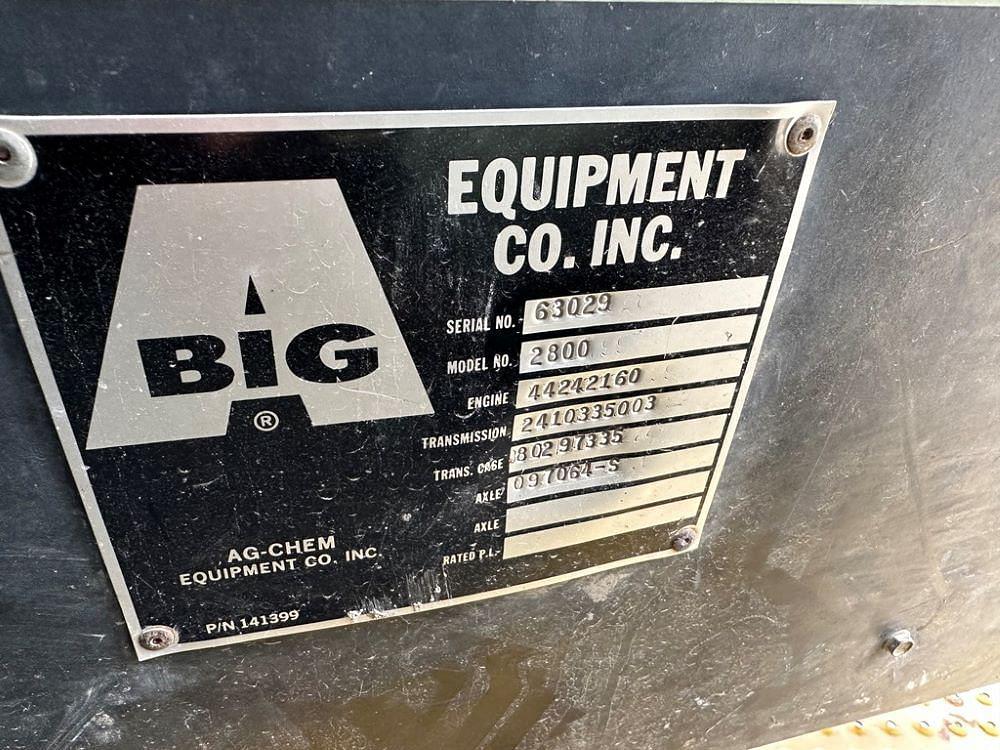 BiG
A
®
AG-CHEM
EQUIPMENT CO. INC.
P/N 141399
EQUIPMENT
CO. INC.
SERIAL NO. - 63029
MODEL NO. 2800
ENGINE 44242160
TRANSMISSION 2410335003
TRANS. CASE 80297335
AXLE 097064-S
AXLE
RATED P.L.-